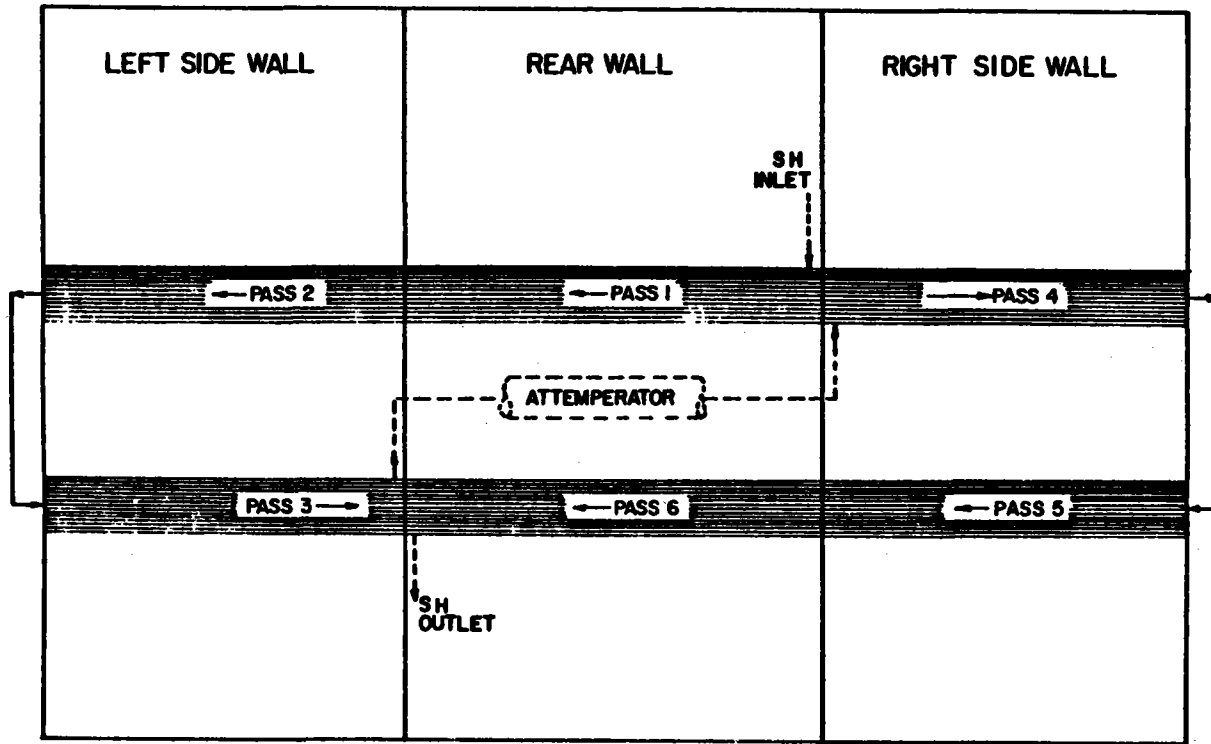 LEFT SIDE WALL
REAR WALL
RIGHT SIDE WALL
SH
INLET
PASS 2
PASS 1
PASS 4
ATTEMPERATOR
PASS 3
PASS 6
PASS 5
SH
OUTLET